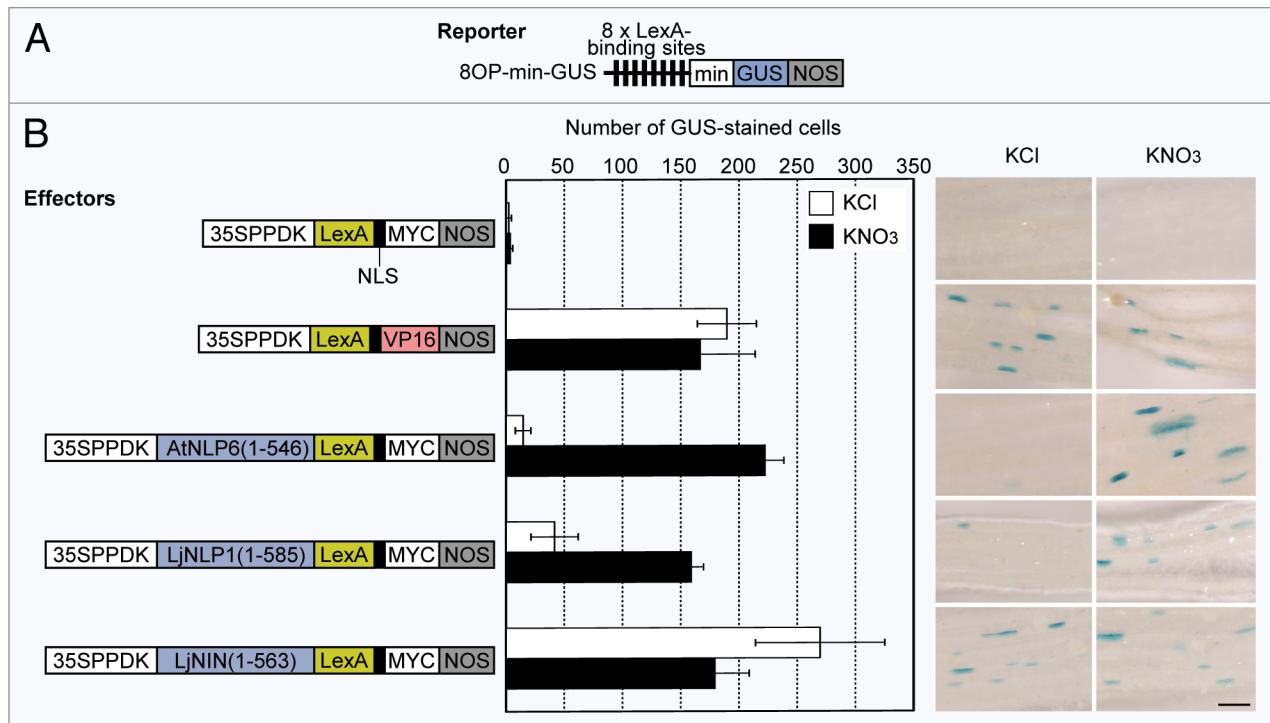 A
Reporter
8 x LexA-
binding sites
8OP-min-GUS
min GUS NOS
B
Number of GUS-stained cells
0 50 100 150 200 250 300 350
KCl KNO3
Effectors
KCl
KNO3
35SPPDK LexA MYC NOS
NLS
35SPPDK LexA VP16 NOS
35SPPDK AtNLP6(1-546) LexA MYC NOS
35SPPDK LjNLP1(1-585) LexA MYC NOS
35SPPDK LjNIN(1-563) LexA MYC NOS